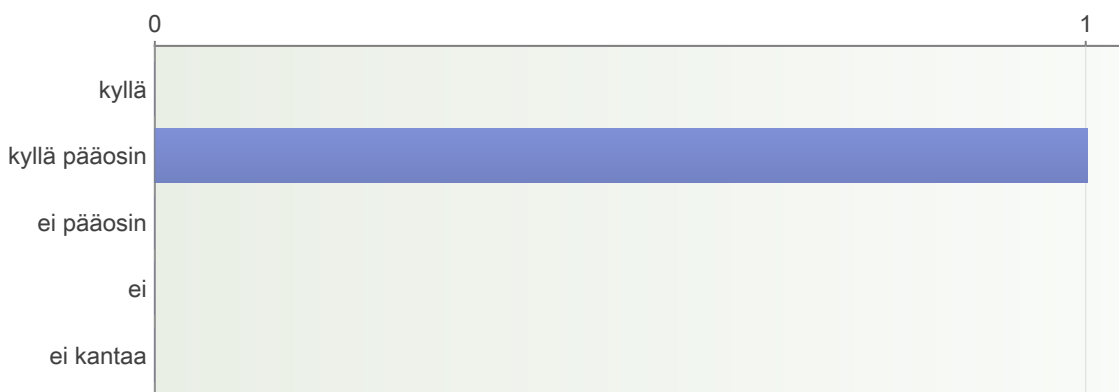 0 1
kyllä
kyllä pääosin
ei pääosin
ei
ei kantaa